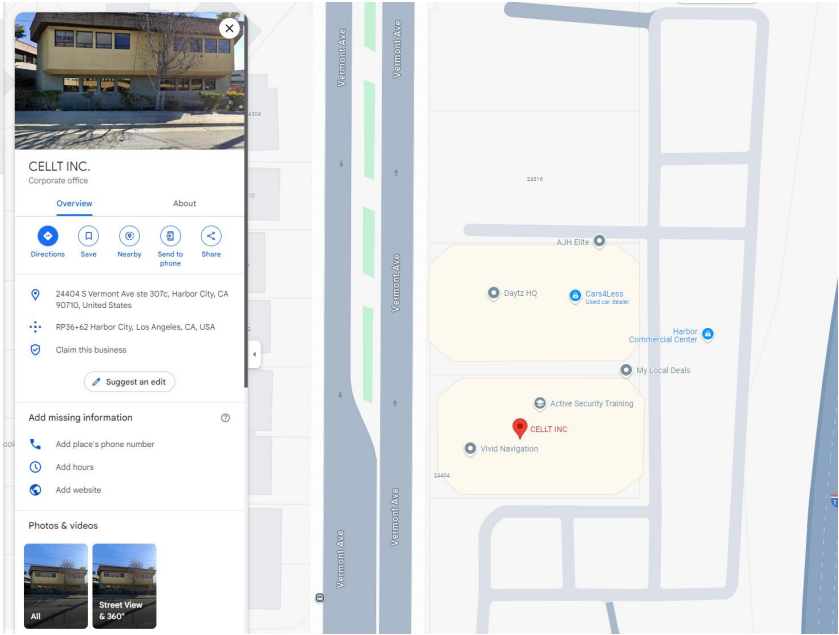 CELLT INC.
Corporate office
Overview
About
Directions
Save
Nearby
Send to
phone
Share
24404 S Vermont Ave ste 307c, Harbor City, CA
90710, United States
RP36+62 Harbor City, Los Angeles, CA, USA
Claim this business
Suggest an edit
Add missing information
Add place's phone number
Add hours
Add website
Photos & videos
All
Street View
& 360°
Vermont Ave
Vermont Ave
24304
24316
AJH Elite
Vermont Ave
Daytz HQ
Cars4Less
Used car dealer
Harbor
Commercial Center
My Local Deals
Active Security Training
CELLT INC
Vivid Navigation
24404
Vermont Ave
Vermont Ave